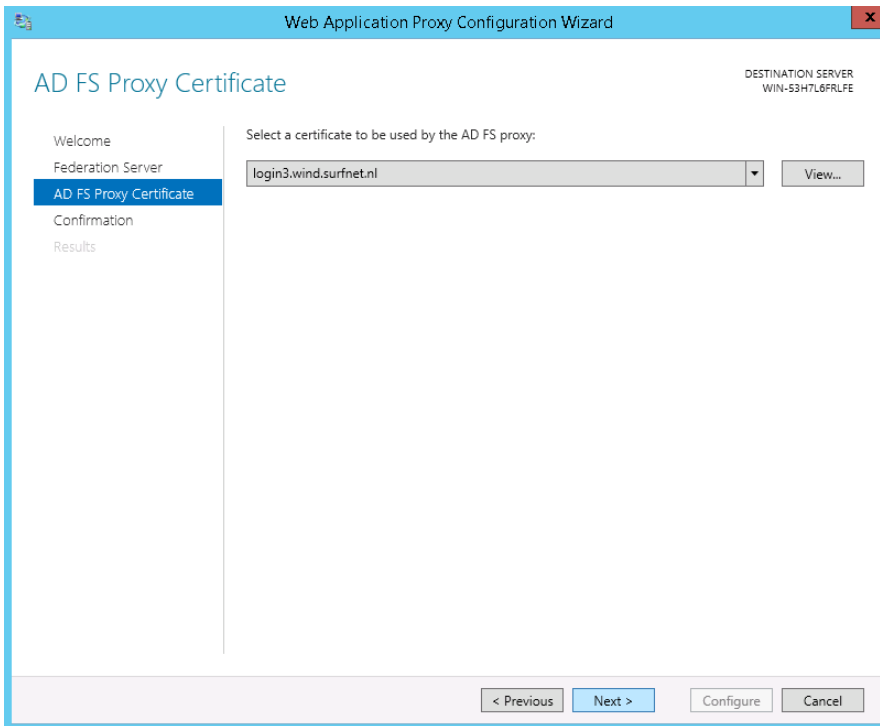 Web Application Proxy Configuration Wizard
x
AD FS Proxy Certificate
DESTINATION SERVER
WIN-53H7L6FRLFE
Welcome
Federation Server
AD FS Proxy Certificate
Confirmation
Results
Select a certificate to be used by the AD FS proxy:
login3.wind.surfnet.nl
View...
< Previous
Next >
Configure
Cancel